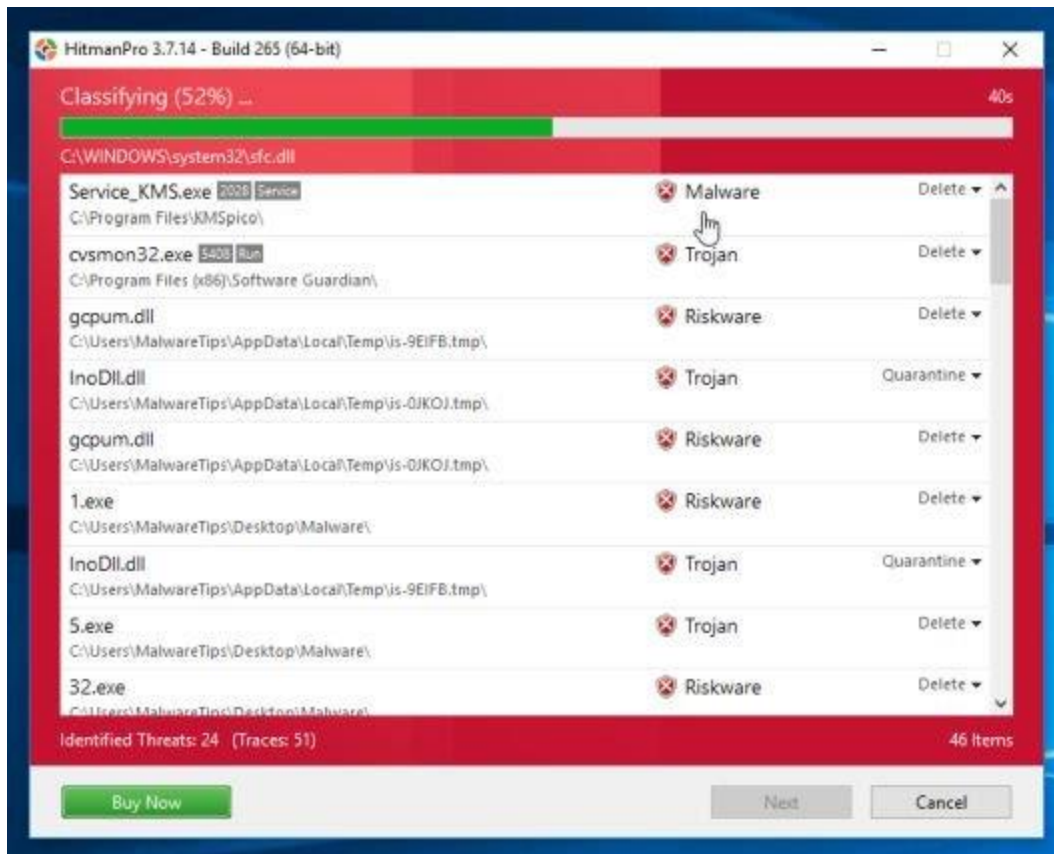 HitmanPro 3.7.14 - Build 265 (64-bit)
Classifying (52%) ... 40s
C:\WINDOWS\system32\sfc.dll
Service_KMS.exe 2028 Service Malware Delete
C:\Program Files\KMSpico\
cvsmon32.exe 5408 Run Trojan Delete
C:\Program Files (x86)\Software Guardian\
gcpum.dll Riskware Delete
C:\Users\MalwareTips\AppData\Local\Temp\is-9EIFB.tmp\
InoDll.dll Trojan Quarantine
C:\Users\MalwareTips\AppData\Local\Temp\is-0JKOJ.tmp\
gcpum.dll Riskware Delete
C:\Users\MalwareTips\AppData\Local\Temp\is-0JKOJ.tmp\
1.exe Riskware Delete
C:\Users\MalwareTips\Desktop\Malware\
InoDll.dll Trojan Quarantine
C:\Users\MalwareTips\AppData\Local\Temp\is-9EIFB.tmp\
5.exe Trojan Delete
C:\Users\MalwareTips\Desktop\Malware\
32.exe Riskware Delete
C:\Users\MalwareTips\Desktop\Malware\
Identified Threats: 24 (Traces: 51) 46 Items
Buy Now Next Cancel